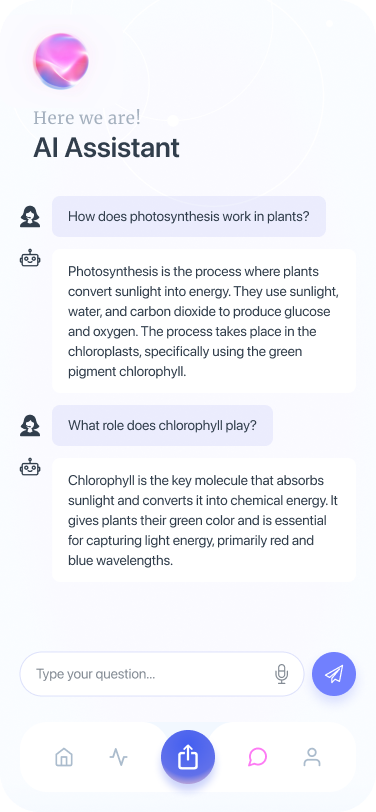 Here we are!
AI Assistant
How does photosynthesis work in plants?
Photosynthesis is the process where plants
convert sunlight into energy. They use sunlight,
water, and carbon dioxide to produce glucose
and oxygen. The process takes place in the
chloroplasts, specifically using the green
pigment chlorophyll.
What role does chlorophyll play?
Chlorophyll is the key molecule that absorbs
sunlight and converts it into chemical energy. It
gives plants their green color and is essential
for capturing light energy, primarily red and
blue wavelengths.
Type your question...